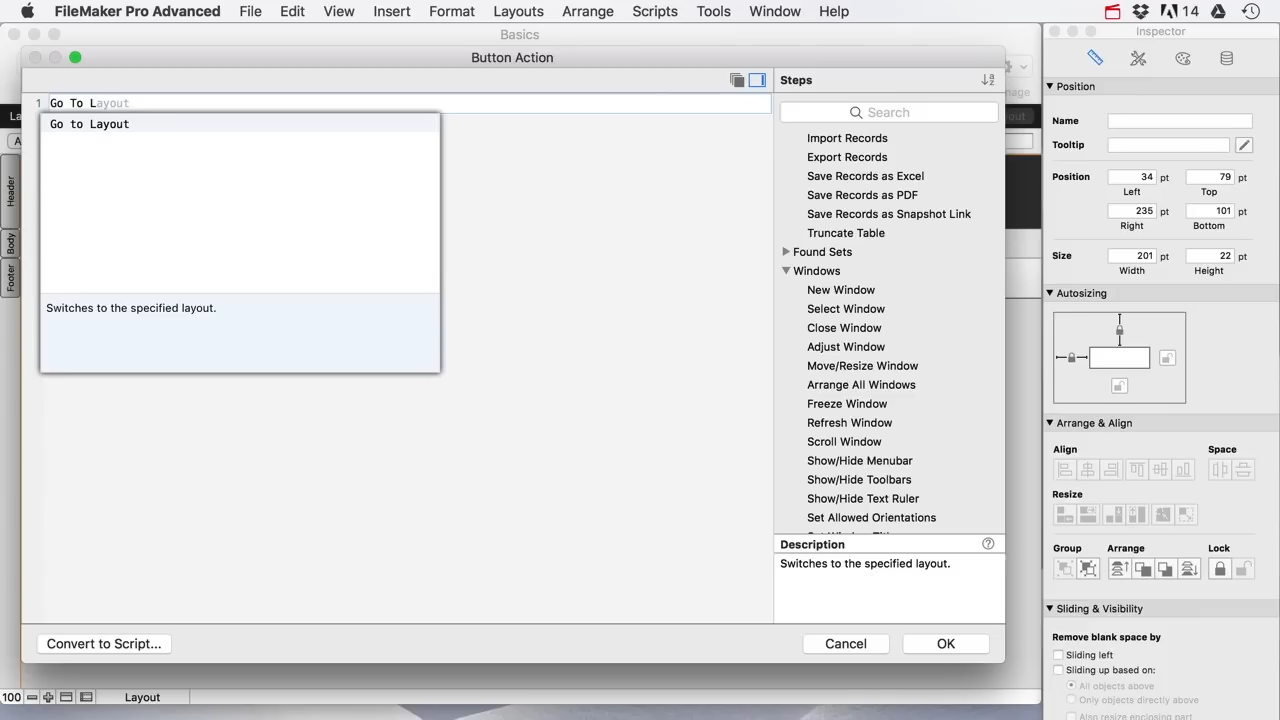 FileMaker Pro Advanced File Edit View Insert Format Layouts Arrange Scripts Tools Window Help 14
Basics
Inspector
Button Action
Steps
Search
1 Go To Layout
Go to Layout
Switches to the specified layout.
Import Records
Export Records
Save Records as Excel
Save Records as PDF
Save Records as Snapshot Link
Truncate Table
Found Sets
Windows
New Window
Select Window
Close Window
Adjust Window
Move/Resize Window
Arrange All Windows
Freeze Window
Refresh Window
Scroll Window
Show/Hide Menubar
Show/Hide Toolbars
Show/Hide Text Ruler
Set Allowed Orientations
Description
Switches to the specified layout.
Convert to Script...
Cancel
OK
Header
Body
Footer
100
Layout
Position
Name
Tooltip
Position 34 pt 79 pt
Left Top
235 pt 101 pt
Right Bottom
Size 201 pt 22 pt
Width Height
Autosizing
Arrange & Align
Align Space
Resize
Group Arrange Lock
Sliding & Visibility
Remove blank space by
Sliding left
Sliding up based on:
All objects above
Only objects directly above
Also resize enclosing part